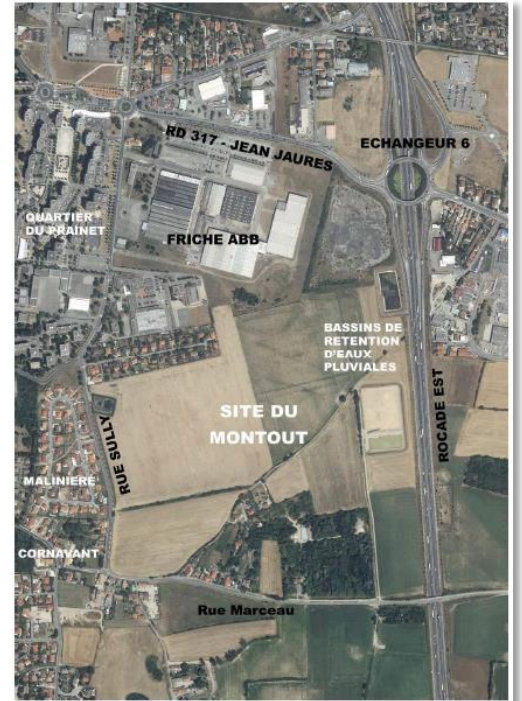 RD 317 - JEAN JAURES
ECHANGEUR 6
QUARTIER
DU PRAINET
FRICHE ABB
BASSINS DE
RETENTION
D'EAUX
PLUVIALES
SITE DU
MONTOUT
RUE SULLY
ROCADE EST
MALINIERE
CORNAVANT
Rue Marceau